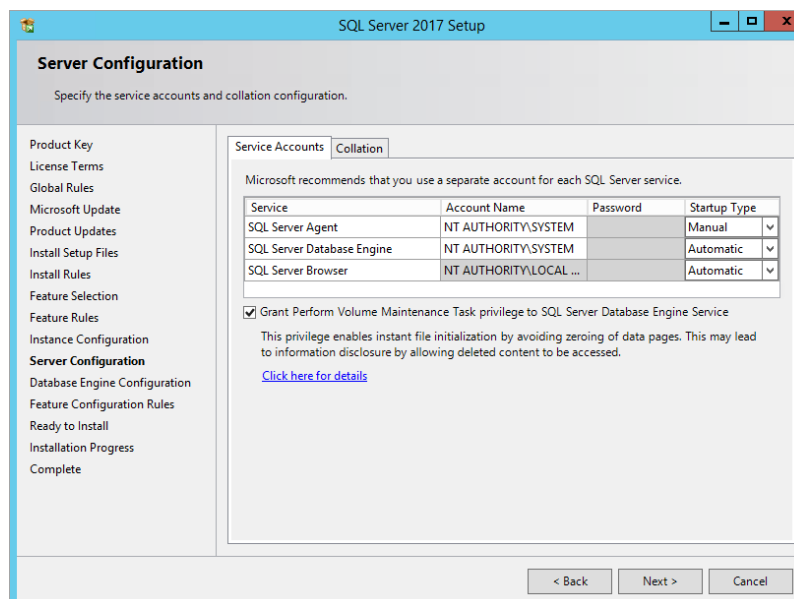 SQL Server 2017 Setup
Server Configuration
Specify the service accounts and collation configuration.
Product Key
License Terms
Global Rules
Microsoft Update
Product Updates
Install Setup Files
Install Rules
Feature Selection
Feature Rules
Instance Configuration
Server Configuration
Database Engine Configuration
Feature Configuration Rules
Ready to Install
Installation Progress
Complete
Service Accounts Collation
Microsoft recommends that you use a separate account for each SQL Server service.
Service Account Name Password Startup Type
SQL Server Agent NT AUTHORITY\SYSTEM Manual
SQL Server Database Engine NT AUTHORITY\SYSTEM Automatic
SQL Server Browser NT AUTHORITY\LOCAL ... Automatic
Grant Perform Volume Maintenance Task privilege to SQL Server Database Engine Service
This privilege enables instant file initialization by avoiding zeroing of data pages. This may lead
to information disclosure by allowing deleted content to be accessed.
Click here for details
< Back Next > Cancel